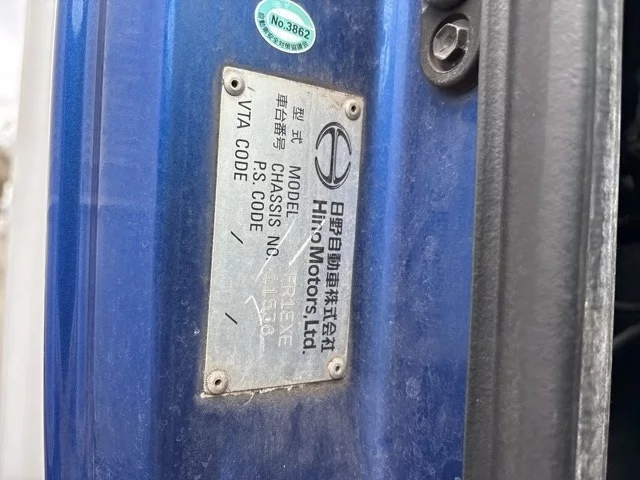 No.3862
日野自動車株式会社
Hino Motors, Ltd.
型式 MODEL FR1EXE
車台番号 CHASSIS NO.
P.S. CODE /
VTA CODE /